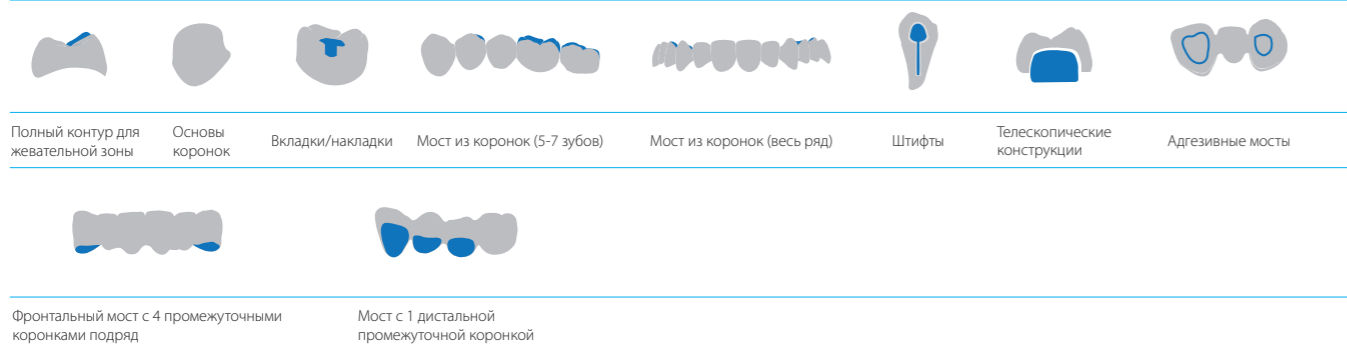 Полный контур для
жевательной зоны
Основы
коронок
Вкладки/накладки
Мост из коронок (5-7 зубов)
Мост из коронок (весь ряд)
Штифты
Телескопические
конструкции
Адгезивные мосты
Фронтальный мост с 4 промежуточными
коронками подряд
Мост с 1 дистальной
промежуточной коронкой